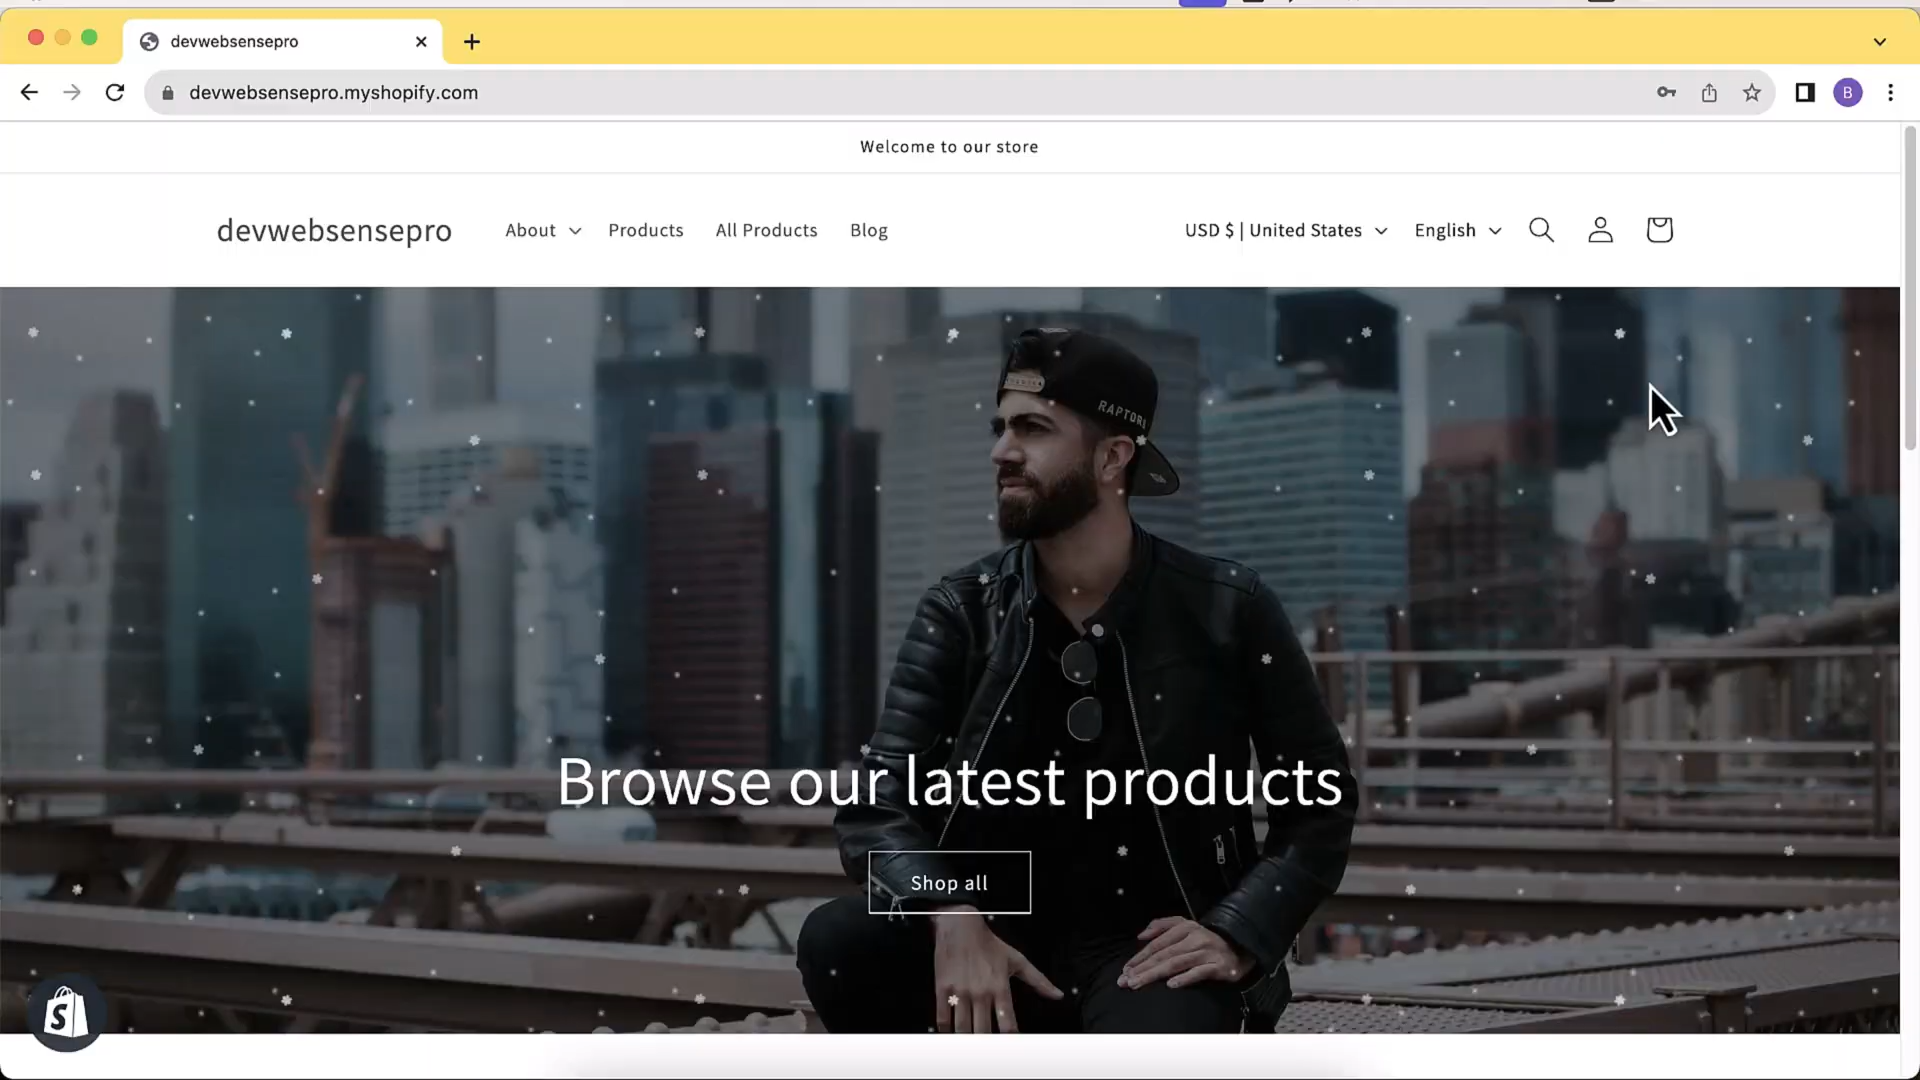 devwebsensepro
devwebsensepro.myshopify.com
B
Welcome to our store
devwebsensepro
About
Products
All Products
Blog
USD $ | United States
English
RAPTORS
Browse our latest products
Shop all
S